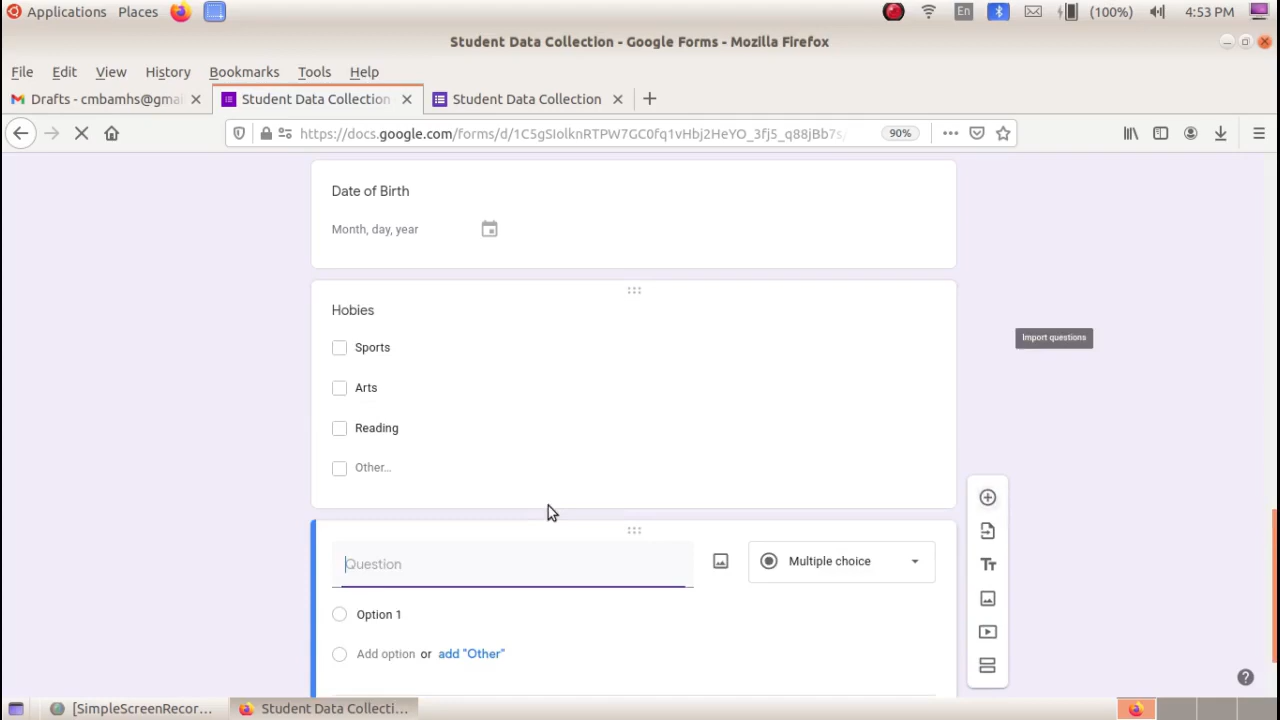 Applications Places En (100%) 4:53 PM
Student Data Collection - Google Forms - Mozilla Firefox
File Edit View History Bookmarks Tools Help
Drafts - cmbamhs@gmai Student Data Collection Student Data Collection
https://docs.google.com/forms/d/ 90%
Date of Birth
Month, day, year
Hobies
Import questions
Sports
Arts
Reading
Other...
Question Multiple choice
Tt
Option 1
Add option or add "Other"
[SimpleScreenRecor... Student Data Collecti...